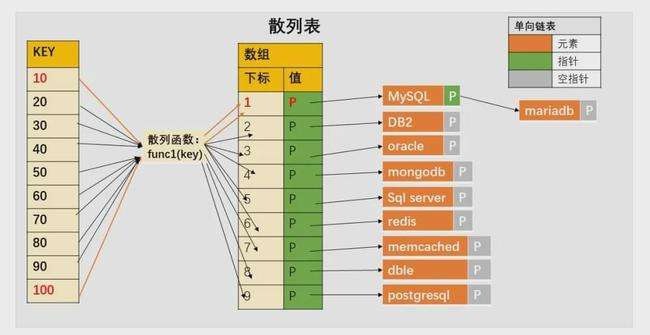 散列表
单向链表
元素
指针
空指针
KEY
10
20
30
40
50
60
70
80
90
100
散列函数：
func1(key)
数组
下标 值
1 P
2 P
3 P
4 P
5 P
6 P
7 P
8 P
9 P
MySQL P
mariadb P
DB2 P
oracle P
mongodb P
Sql server P
redis P
memcached P
dble P
postgresql P